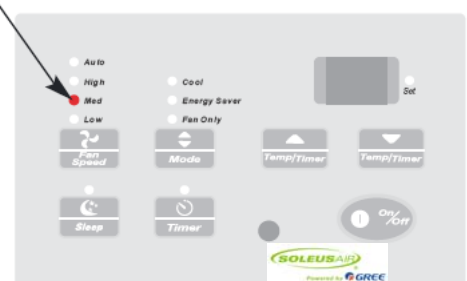 Auto
High
Med
Low
Cool
Energy Saver
Fan Only
Set
Fan
Speed
Mode
Temp/Timer
Temp/Timer
Sleep
Timer
On/Off
SOLEUSAIR
Powered by GREE